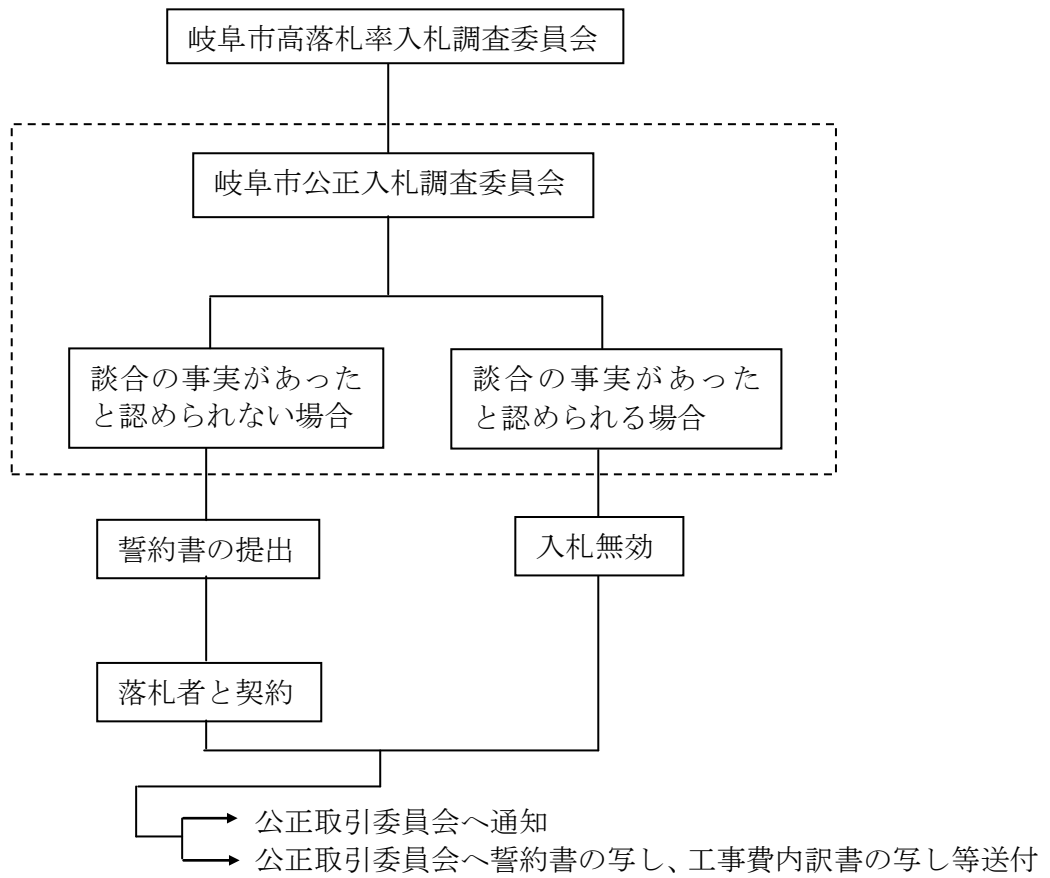 岐阜市高落札率入札調査委員会
岐阜市公正入札調査委員会
談合の事実があった
と認められない場合
談合の事実があった
と認められる場合
誓約書の提出
入札無効
落札者と契約
公正取引委員会へ通知
公正取引委員会へ誓約書の写し、工事費内訳書の写し等送付